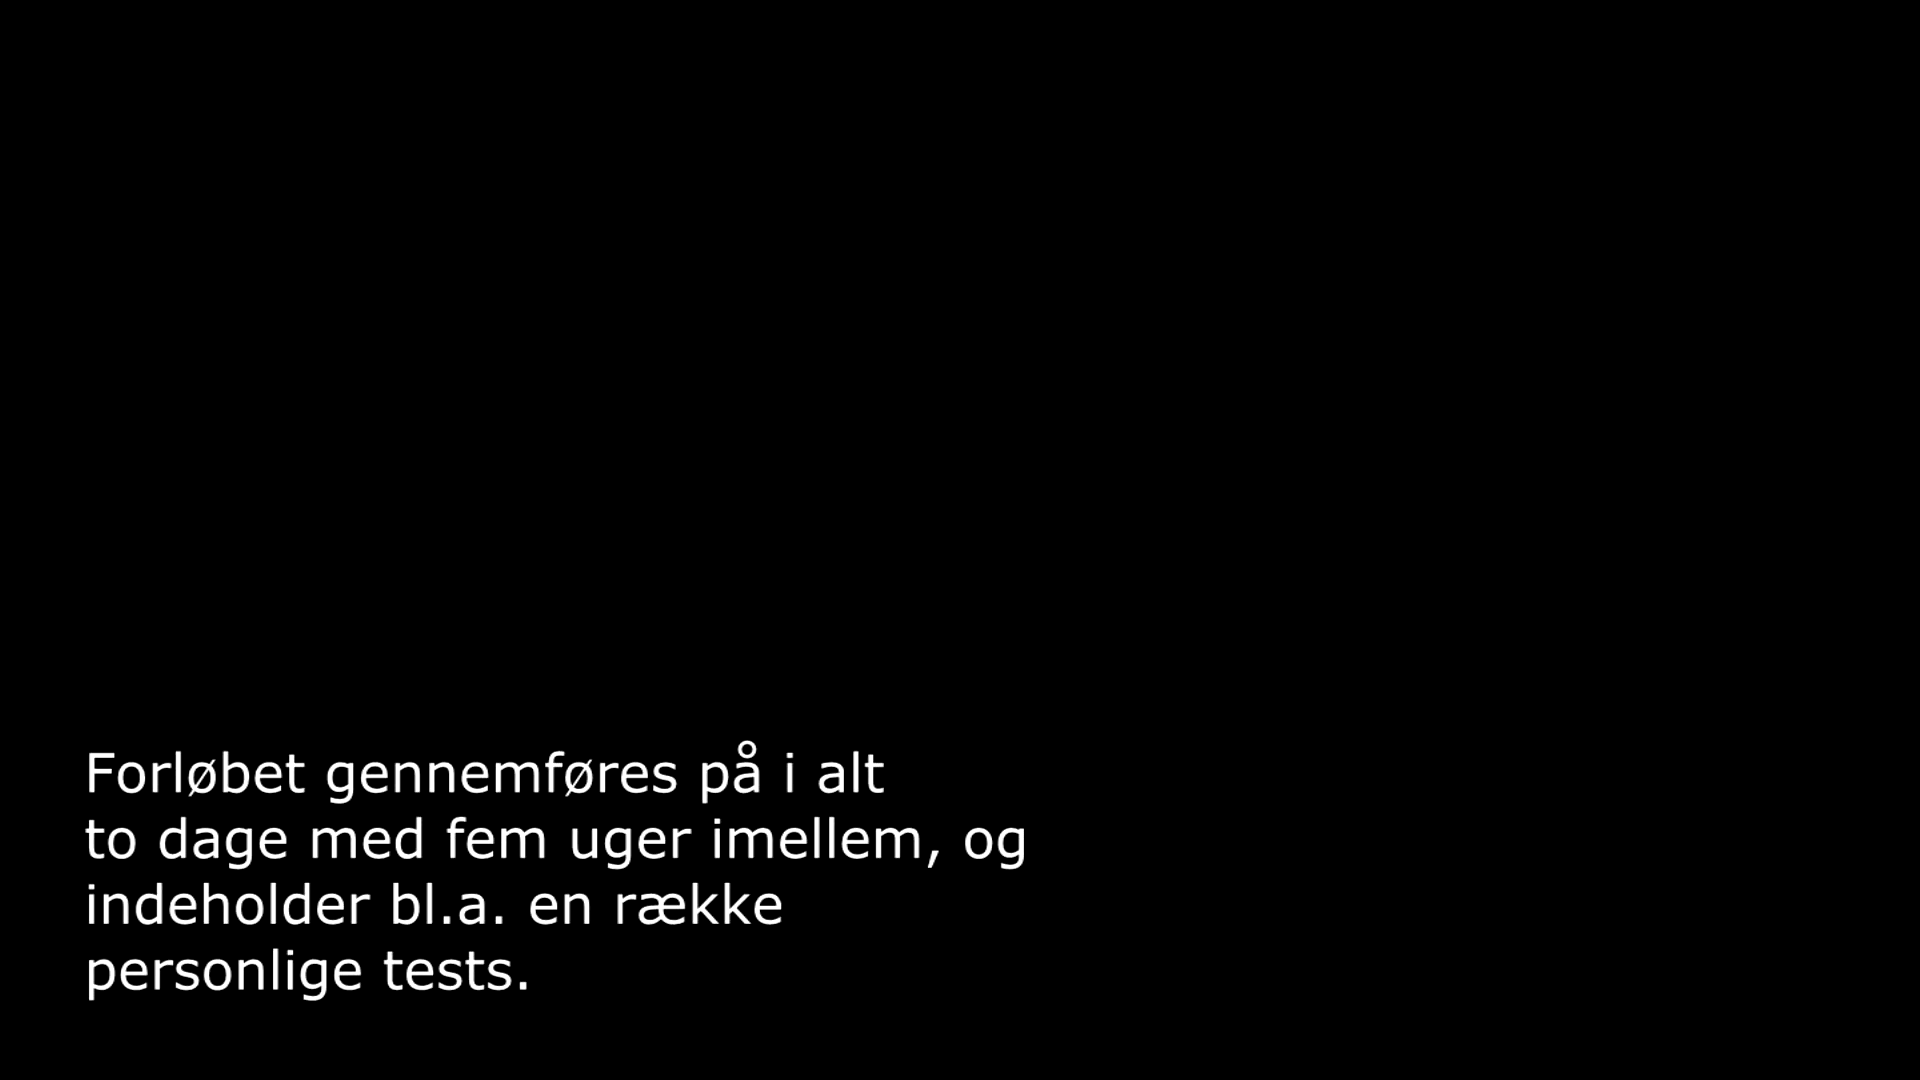 Forløbet gennemføres på i alt
to dage med fem uger imellem, og
indeholder bl.a. en række
personlige tests.